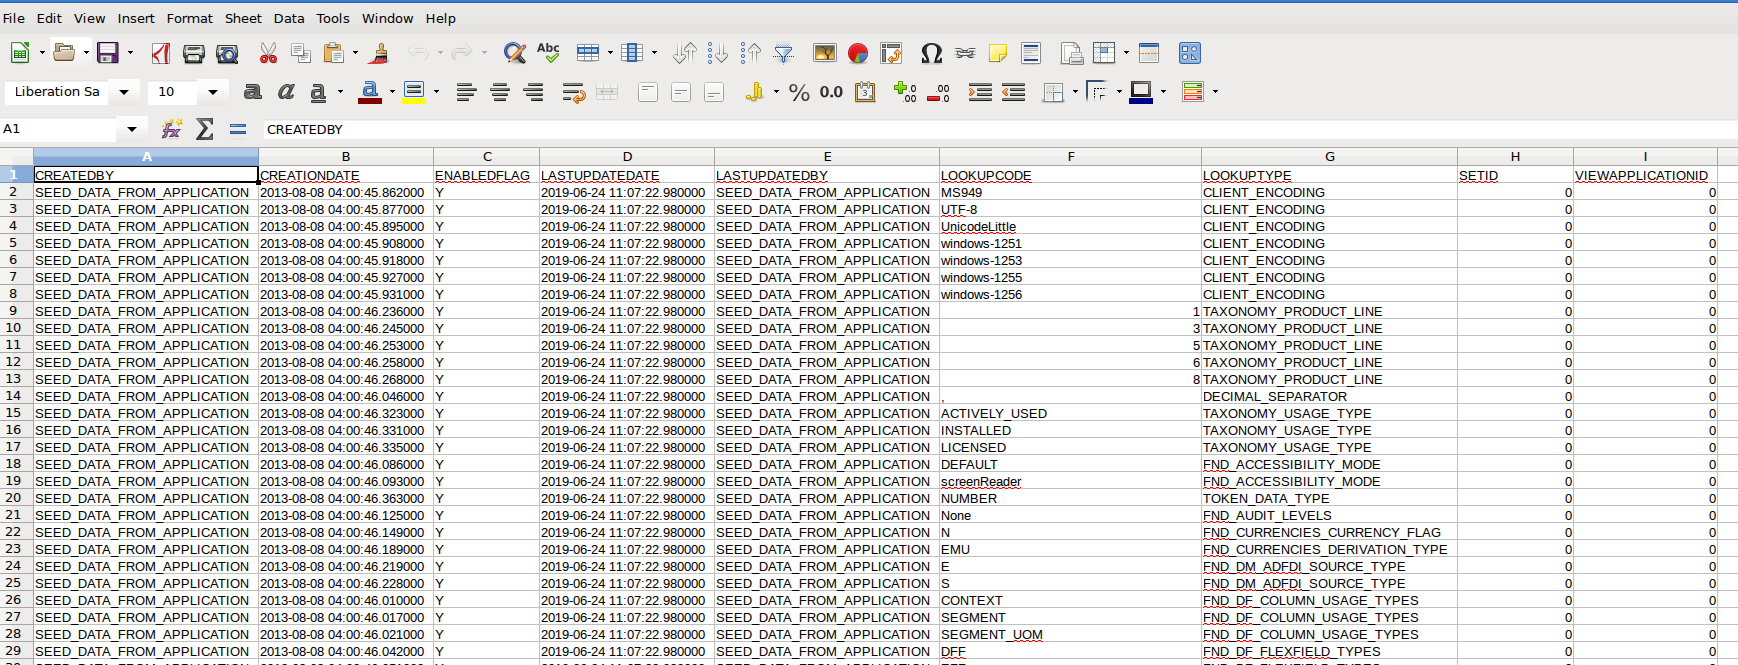 File Edit View Insert Format Sheet Data Tools Window Help
Abc
Liberation Sa 10 a a a a % 0.0 .00 .00
A1 fx Σ = CREATEDBY
A B C D E F G H I
1 CREATEDBY CREATIONDATE ENABLEDFLAG LASTUPDATEDATE LASTUPDATEDBY LOOKUPCODE LOOKUPTYPE SETID VIEWAPPLICATIONID
2 SEED_DATA_FROM_APPLICATION 2013-08-08 04:00:45.862000 Y 2019-06-24 11:07:22.980000 SEED_DATA_FROM_APPLICATION MS949 CLIENT_ENCODING 0 0
3 SEED_DATA_FROM_APPLICATION 2013-08-08 04:00:45.877000 Y 2019-06-24 11:07:22.980000 SEED_DATA_FROM_APPLICATION UTF-8 CLIENT_ENCODING 0 0
4 SEED_DATA_FROM_APPLICATION 2013-08-08 04:00:45.895000 Y 2019-06-24 11:07:22.980000 SEED_DATA_FROM_APPLICATION UnicodeLittle CLIENT_ENCODING 0 0
5 SEED_DATA_FROM_APPLICATION 2013-08-08 04:00:45.908000 Y 2019-06-24 11:07:22.980000 SEED_DATA_FROM_APPLICATION windows-1251 CLIENT_ENCODING 0 0
6 SEED_DATA_FROM_APPLICATION 2013-08-08 04:00:45.918000 Y 2019-06-24 11:07:22.980000 SEED_DATA_FROM_APPLICATION windows-1253 CLIENT_ENCODING 0 0
7 SEED_DATA_FROM_APPLICATION 2013-08-08 04:00:45.927000 Y 2019-06-24 11:07:22.980000 SEED_DATA_FROM_APPLICATION windows-1255 CLIENT_ENCODING 0 0
8 SEED_DATA_FROM_APPLICATION 2013-08-08 04:00:45.931000 Y 2019-06-24 11:07:22.980000 SEED_DATA_FROM_APPLICATION windows-1256 CLIENT_ENCODING 0 0
9 SEED_DATA_FROM_APPLICATION 2013-08-08 04:00:46.236000 Y 2019-06-24 11:07:22.980000 SEED_DATA_FROM_APPLICATION 1 TAXONOMY_PRODUCT_LINE 0 0
10 SEED_DATA_FROM_APPLICATION 2013-08-08 04:00:46.245000 Y 2019-06-24 11:07:22.980000 SEED_DATA_FROM_APPLICATION 3 TAXONOMY_PRODUCT_LINE 0 0
11 SEED_DATA_FROM_APPLICATION 2013-08-08 04:00:46.253000 Y 2019-06-24 11:07:22.980000 SEED_DATA_FROM_APPLICATION 5 TAXONOMY_PRODUCT_LINE 0 0
12 SEED_DATA_FROM_APPLICATION 2013-08-08 04:00:46.258000 Y 2019-06-24 11:07:22.980000 SEED_DATA_FROM_APPLICATION 6 TAXONOMY_PRODUCT_LINE 0 0
13 SEED_DATA_FROM_APPLICATION 2013-08-08 04:00:46.268000 Y 2019-06-24 11:07:22.980000 SEED_DATA_FROM_APPLICATION 8 TAXONOMY_PRODUCT_LINE 0 0
14 SEED_DATA_FROM_APPLICATION 2013-08-08 04:00:46.046000 Y 2019-06-24 11:07:22.980000 SEED_DATA_FROM_APPLICATION , DECIMAL_SEPARATOR 0 0
15 SEED_DATA_FROM_APPLICATION 2013-08-08 04:00:46.323000 Y 2019-06-24 11:07:22.980000 SEED_DATA_FROM_APPLICATION ACTIVELY_USED TAXONOMY_USAGE_TYPE 0 0
16 SEED_DATA_FROM_APPLICATION 2013-08-08 04:00:46.331000 Y 2019-06-24 11:07:22.980000 SEED_DATA_FROM_APPLICATION INSTALLED TAXONOMY_USAGE_TYPE 0 0
17 SEED_DATA_FROM_APPLICATION 2013-08-08 04:00:46.335000 Y 2019-06-24 11:07:22.980000 SEED_DATA_FROM_APPLICATION LICENSED TAXONOMY_USAGE_TYPE 0 0
18 SEED_DATA_FROM_APPLICATION 2013-08-08 04:00:46.086000 Y 2019-06-24 11:07:22.980000 SEED_DATA_FROM_APPLICATION DEFAULT FND_ACCESSIBILITY_MODE 0 0
19 SEED_DATA_FROM_APPLICATION 2013-08-08 04:00:46.093000 Y 2019-06-24 11:07:22.980000 SEED_DATA_FROM_APPLICATION screenReader FND_ACCESSIBILITY_MODE 0 0
20 SEED_DATA_FROM_APPLICATION 2013-08-08 04:00:46.363000 Y 2019-06-24 11:07:22.980000 SEED_DATA_FROM_APPLICATION NUMBER TOKEN_DATA_TYPE 0 0
21 SEED_DATA_FROM_APPLICATION 2013-08-08 04:00:46.125000 Y 2019-06-24 11:07:22.980000 SEED_DATA_FROM_APPLICATION None FND_AUDIT_LEVELS 0 0
22 SEED_DATA_FROM_APPLICATION 2013-08-08 04:00:46.149000 Y 2019-06-24 11:07:22.980000 SEED_DATA_FROM_APPLICATION N FND_CURRENCIES_CURRENCY_FLAG 0 0
23 SEED_DATA_FROM_APPLICATION 2013-08-08 04:00:46.189000 Y 2019-06-24 11:07:22.980000 SEED_DATA_FROM_APPLICATION EMU FND_CURRENCIES_DERIVATION_TYPE 0 0
24 SEED_DATA_FROM_APPLICATION 2013-08-08 04:00:46.219000 Y 2019-06-24 11:07:22.980000 SEED_DATA_FROM_APPLICATION E FND_DM_ADFDI_SOURCE_TYPE 0 0
25 SEED_DATA_FROM_APPLICATION 2013-08-08 04:00:46.228000 Y 2019-06-24 11:07:22.980000 SEED_DATA_FROM_APPLICATION S FND_DM_ADFDI_SOURCE_TYPE 0 0
26 SEED_DATA_FROM_APPLICATION 2013-08-08 04:00:46.010000 Y 2019-06-24 11:07:22.980000 SEED_DATA_FROM_APPLICATION CONTEXT FND_DF_COLUMN_USAGE_TYPES 0 0
27 SEED_DATA_FROM_APPLICATION 2013-08-08 04:00:46.017000 Y 2019-06-24 11:07:22.980000 SEED_DATA_FROM_APPLICATION SEGMENT FND_DF_COLUMN_USAGE_TYPES 0 0
28 SEED_DATA_FROM_APPLICATION 2013-08-08 04:00:46.021000 Y 2019-06-24 11:07:22.980000 SEED_DATA_FROM_APPLICATION SEGMENT_UOM FND_DF_COLUMN_USAGE_TYPES 0 0
29 SEED_DATA_FROM_APPLICATION 2013-08-08 04:00:46.042000 Y 2019-06-24 11:07:22.980000 SEED_DATA_FROM_APPLICATION DFF FND_DF_FLEXFIELD_TYPES 0 0